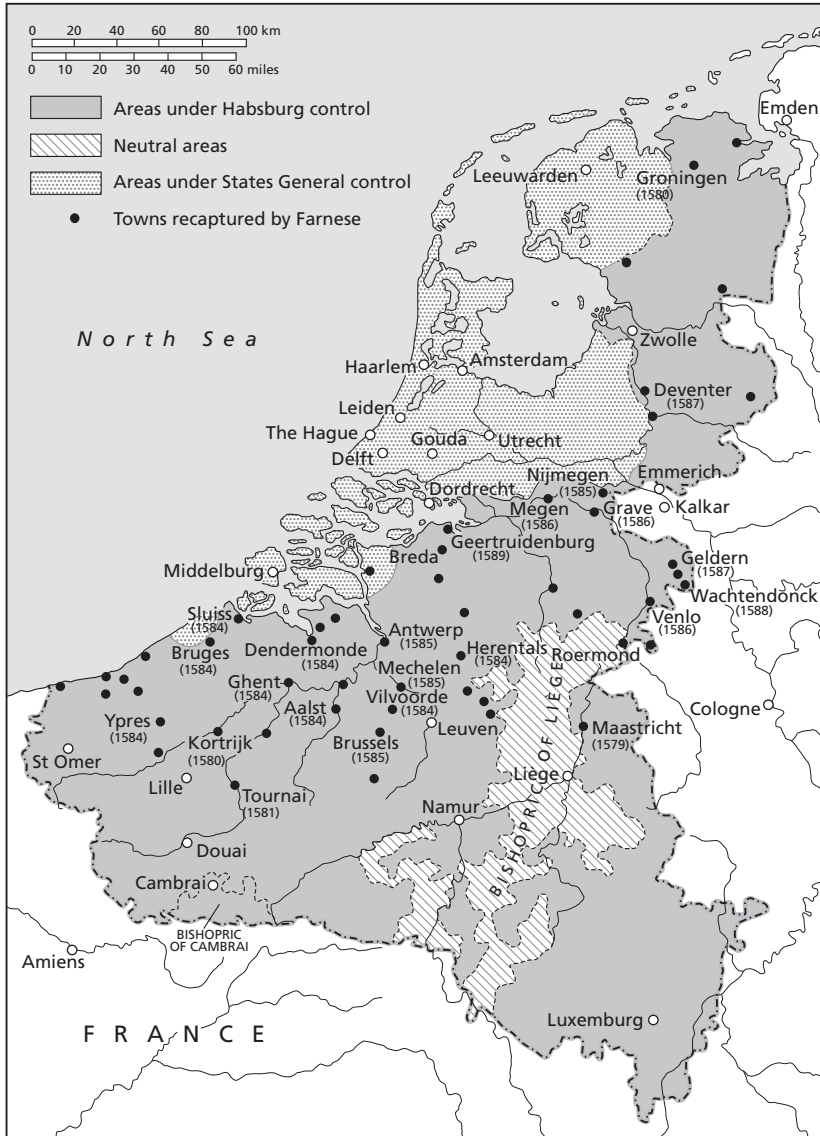 0 20 40 60 80 100 km
0 10 20 30 40 50 60 miles
Areas under Habsburg control
Neutral areas
Areas under States General control
Towns recaptured by Farnese
Emden
Leeuwarden
Groningen
(1580)
North Sea
Zwolle
Haarlem
Amsterdam
Deventer
(1587)
Leiden
The Hague
Gouda
Utrecht
Delft
Nijmegen
(1585)
Emmerich
Dordrecht
Megen
(1586)
Grave
(1586)
Kalkar
Geertruidenburg
(1589)
Breda
Middelburg
Geldern
(1587)
Wachtendonck
(1588)
Sluiss
(1584)
Venlo
(1586)
Bruges
(1584)
Dendermonde
(1584)
Antwerp
(1585)
Herentals
(1584)
Roermond
Ghent
(1584)
Mechelen
(1585)
Aalst
(1584)
Vilvoorde
(1584)
Cologne
Ypres
(1584)
Leuven
Maastricht
(1579)
Kortrijk
(1580)
Brussels
(1585)
St Omer
Lille
Liege
Tournai
(1581)
BISHOPRIC OF LIEGE
Namur
Douai
Cambrai
BISHOPRIC
OF CAMBRAI
Amiens
Luxemburg
FRANCE